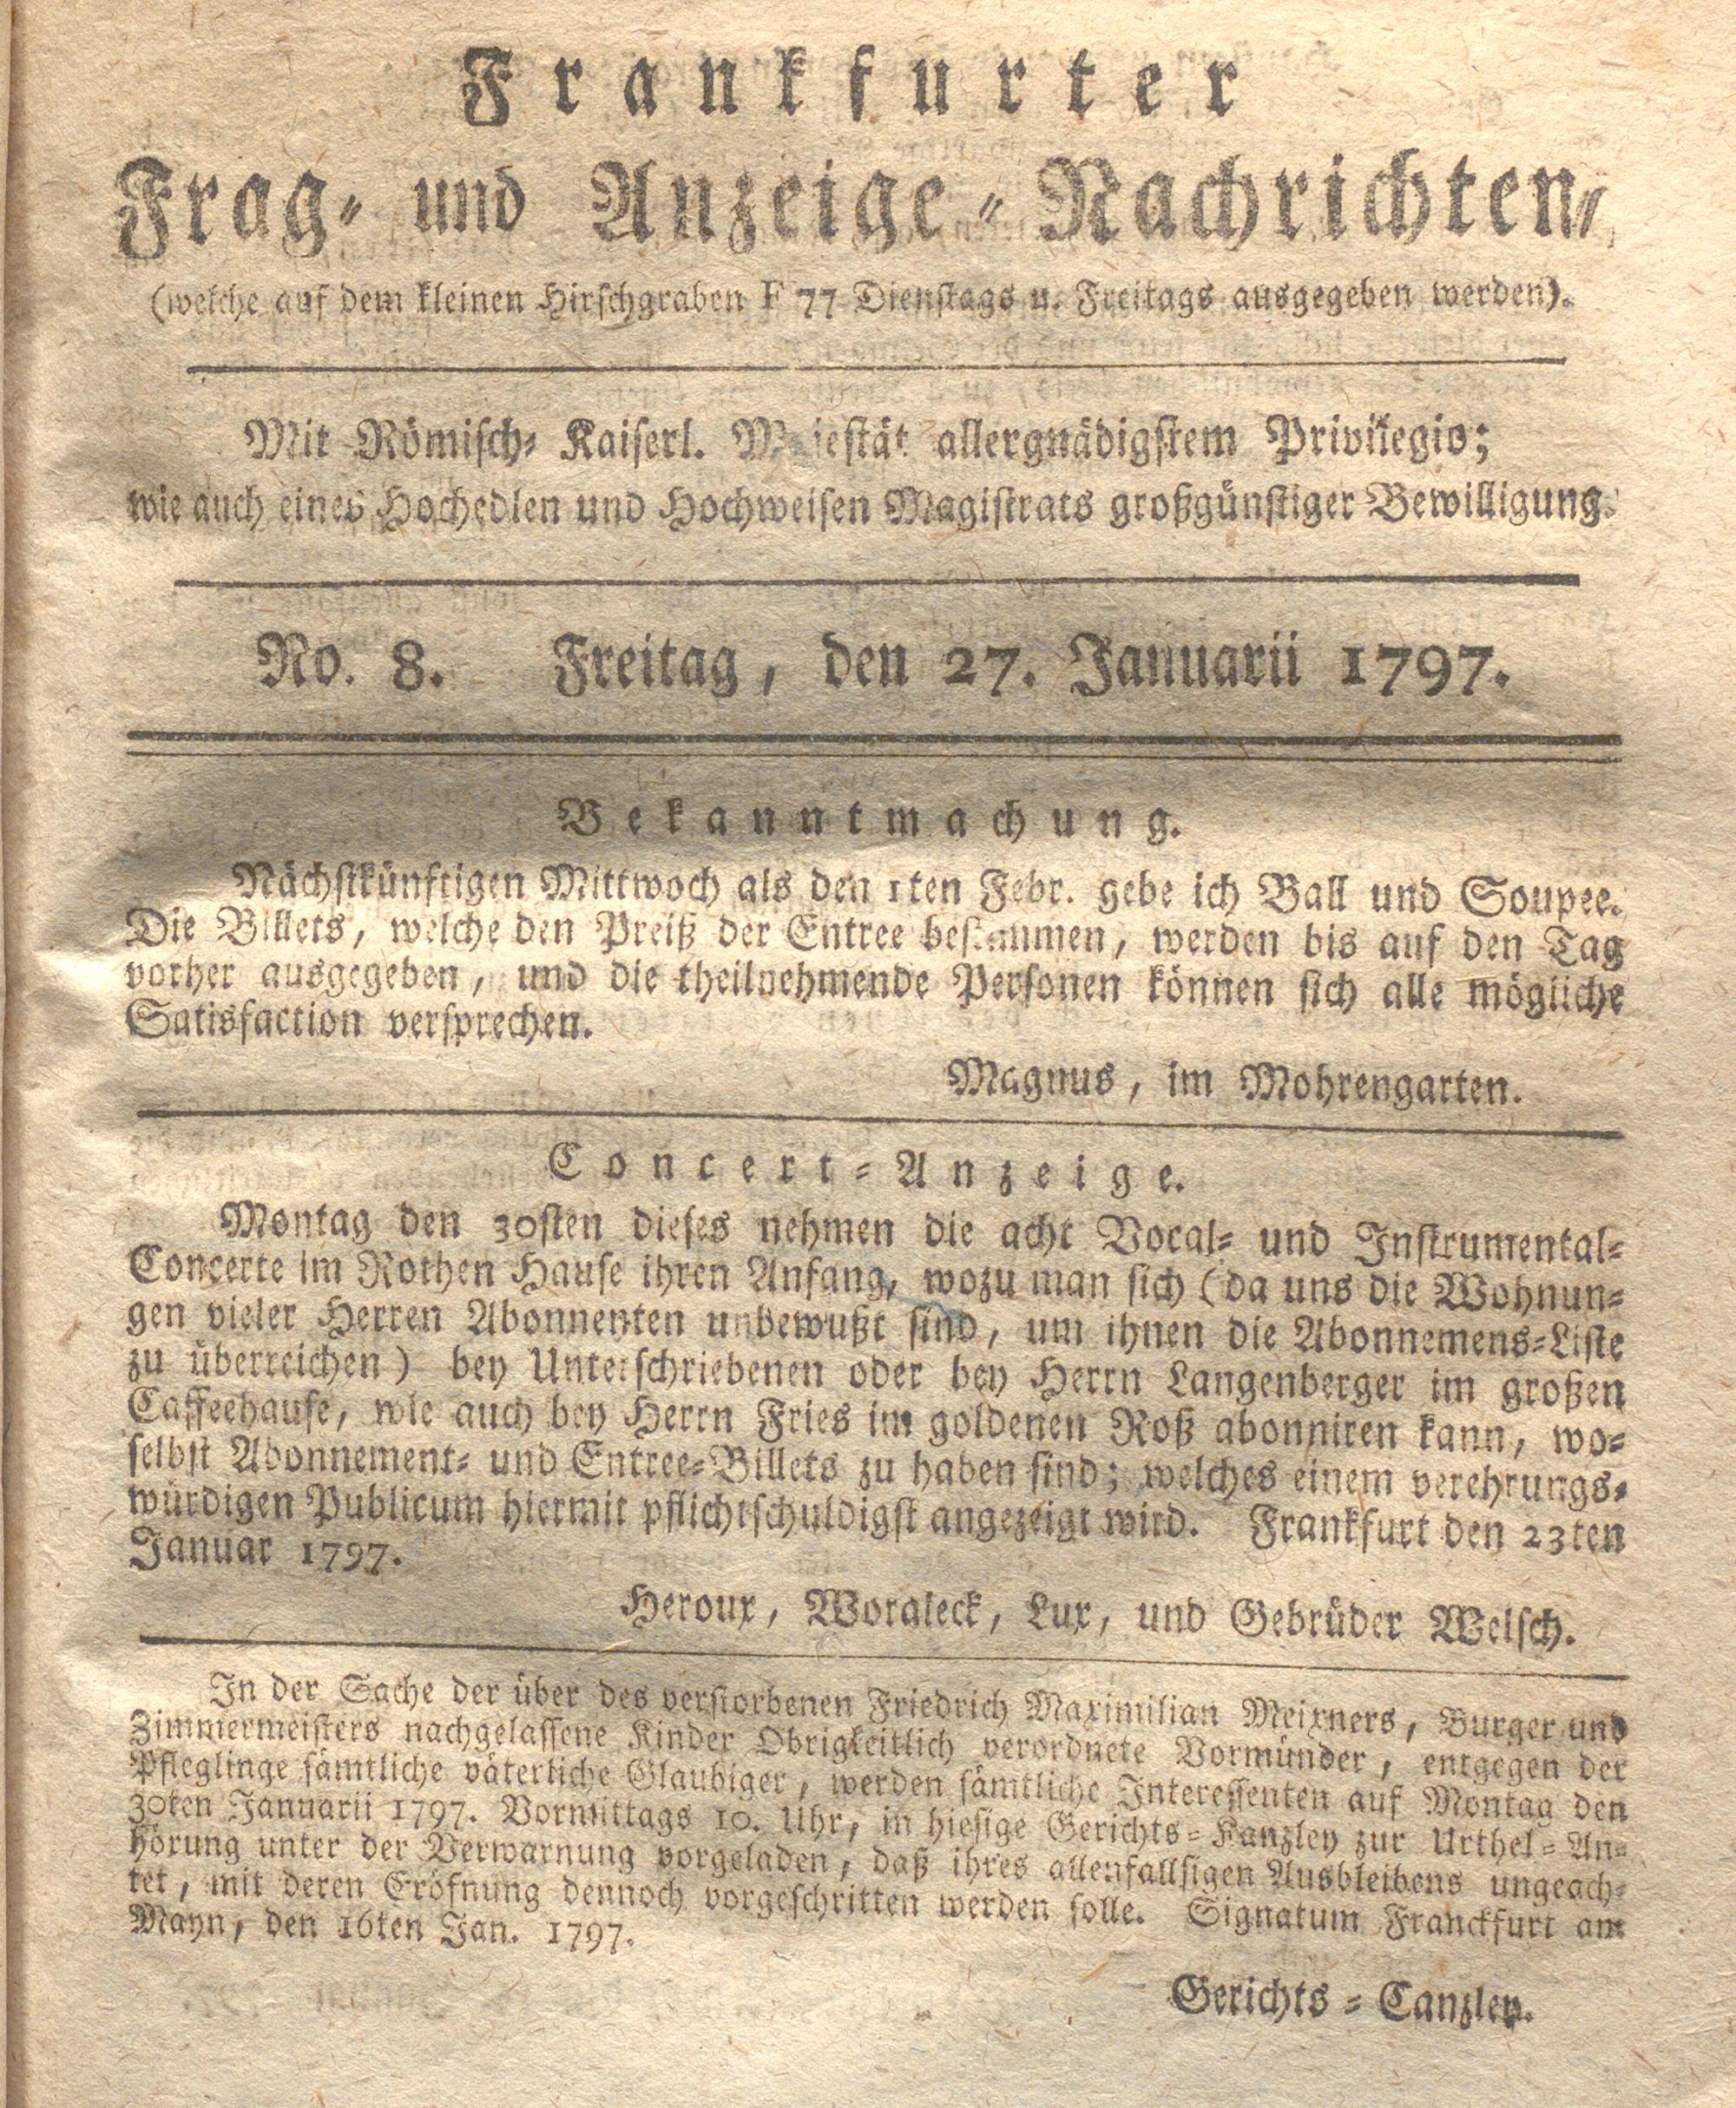 Frankfurter
Frag- und Anzeige-Nachrichten,
(welche auf dem kleinen Hirschgraben F 77 Dienstags u. Freitags ausgegeben werden).
Mit Römisch- Kaiserl. Majestät allergnädigstem Privilegio;
wie auch eines Hochedlen und Hochweisen Magistrats großgünstiger Bewilligung.
No. 8. Freitag, den 27. Januarii 1797.
Bekanntmachung.
Nächstkünftigen Mittwoch als den 1ten Febr. gebe ich Ball und Soupee.
Die Billets, welche den Preiß der Entree bestimmen, werden bis auf den Tag
vorher ausgegeben, und die theilnehmende Personen können sich alle mögliche
Satisfaction versprechen.
Magnus, im Mohrengarten.
Concert-Anzeige.
Montag den 30sten dieses nehmen die acht Vocal- und Instrumental-
Concerte im Rothen Hause ihren Anfang, wozu man sich (da uns die Wohnun-
gen vieler Herren Abonnenten unbewußt sind, um ihnen die Abonnemens-Liste
zu überreichen) bey Unterschriebenen oder bey Herrn Langenberger im großen
Caffeehause, wie auch bey Herrn Fries im goldenen Roß abonniren kann, wo-
selbst Abonnement- und Entree-Billets zu haben sind; welches einem verehrungs-
würdigen Publicum hiermit pflichtschuldigst angezeigt wird. Frankfurt den 23ten
Januar 1797.
Heroux, Woraleck, Lux, und Gebrüder Welsch.
In der Sache der über des verstorbenen Friedrich Maximilian Meixners, Burger und
Zimmermeisters nachgelassene Kinder Obrigkeitlich verordnete Vormünder, entgegen der
Pfleglinge sämtliche väterliche Glaubiger, werden sämtliche Interessenten auf Montag den
30ten Januarii 1797. Vormittags 10. Uhr, in hiesige Gerichts-Kanzley zur Urthel-An-
hörung unter der Verwarnung vorgeladen, daß ihres allenfallsigen Ausbleibens ungeach-
tet, mit deren Eröfnung dennoch vorgeschritten werden solle. Signatum Franckfurt am
Mayn, den 16ten Jan. 1797.
Gerichts-Canzley.